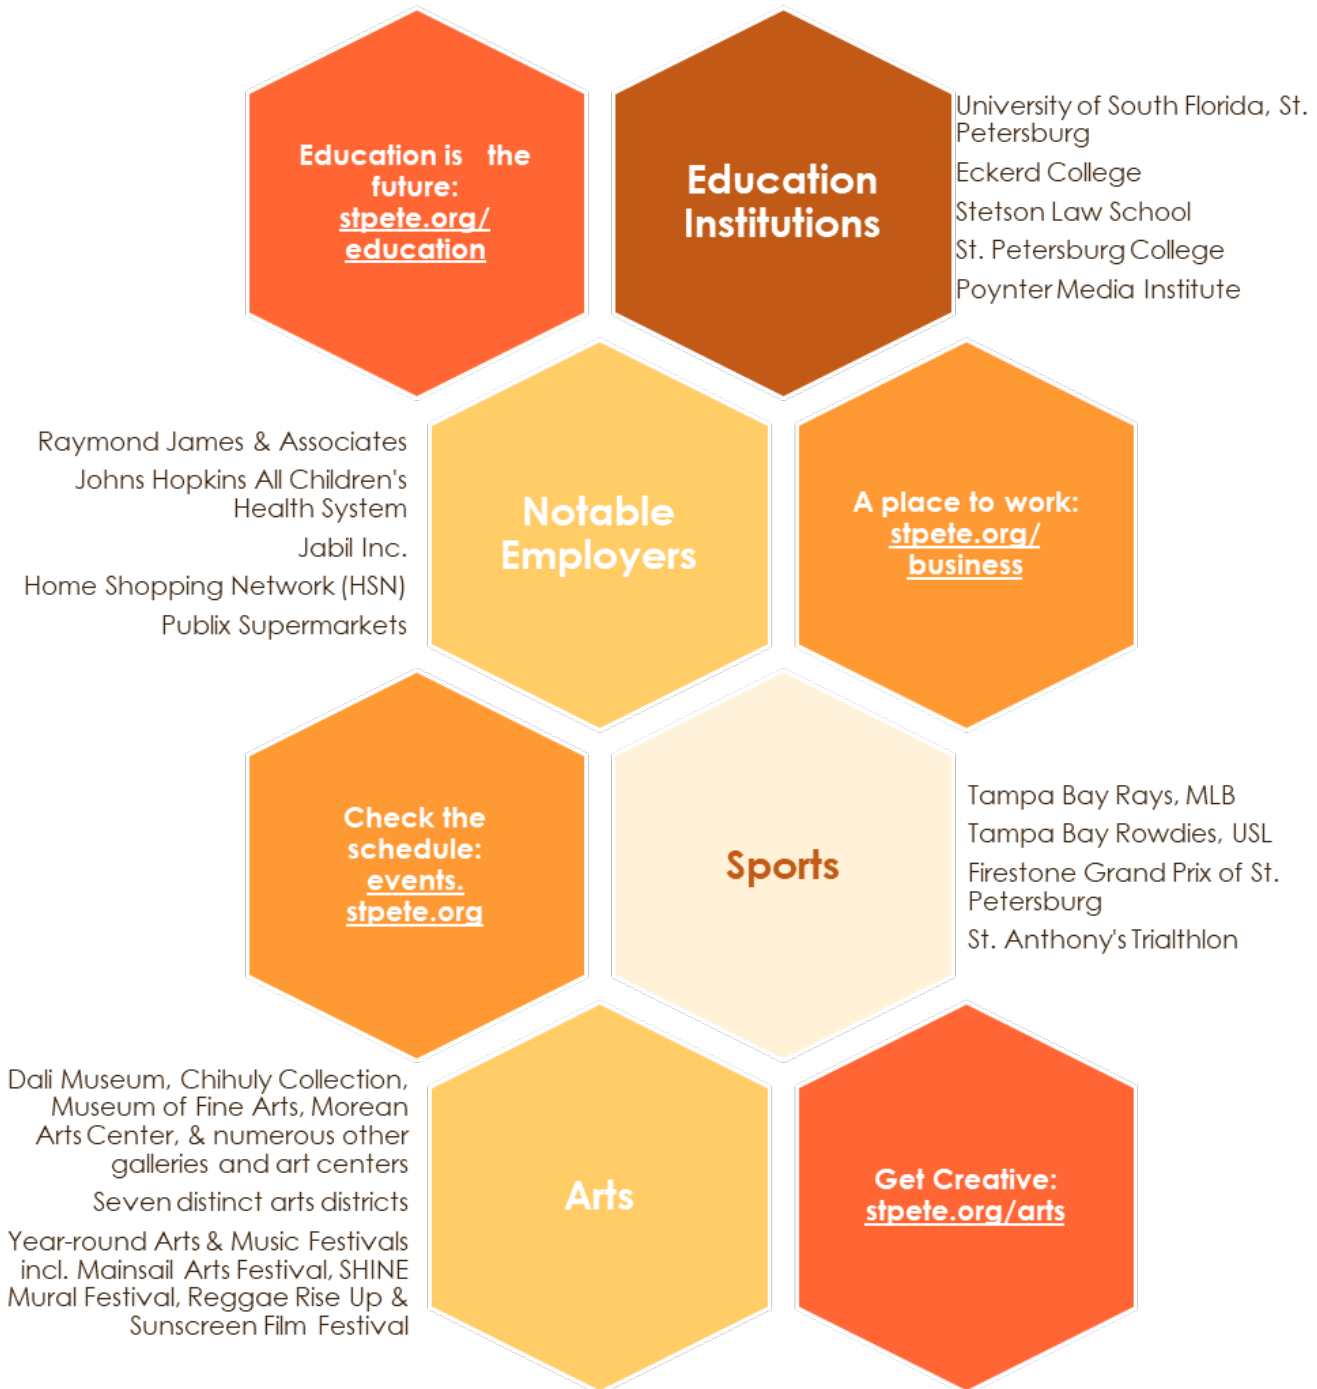 Education is the
future:
stpete.org/
education
Education
Institutions
University of South Florida, St.
Petersburg
Eckerd College
Stetson Law School
St. Petersburg College
Poynter Media Institute
Raymond James & Associates
Johns Hopkins All Children's
Health System
Jabil Inc.
Home Shopping Network (HSN)
Publix Supermarkets
Notable
Employers
A place to work:
stpete.org/
business
Check the
schedule:
events.
stpete.org
Sports
Tampa Bay Rays, MLB
Tampa Bay Rowdies, USL
Firestone Grand Prix of St.
Petersburg
St. Anthony's Trialthlon
Dali Museum, Chihuly Collection,
Museum of Fine Arts, Morean
Arts Center, & numerous other
galleries and art centers
Seven distinct arts districts
Year-round Arts & Music Festivals
incl. Mainsail Arts Festival, SHINE
Mural Festival, Reggae Rise Up &
Sunscreen Film Festival
Arts
Get Creative:
stpete.org/arts